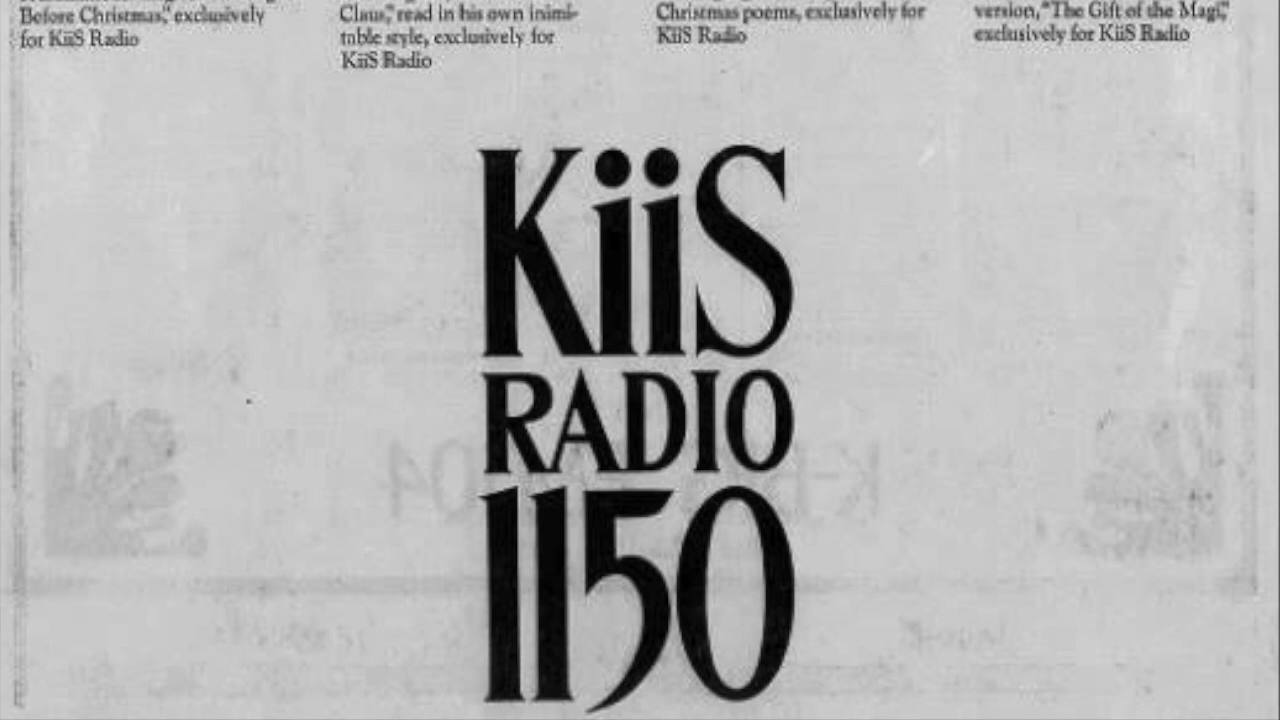 Before Christmas," exclusively
for KiiS Radio
Claus," read in his own inimi-
table style, exclusively for
KiiS Radio
Christmas poems, exclusively for
KiiS Radio
version, "The Gift of the Magi,"
exclusively for KiiS Radio
KiiS
RADIO
1150